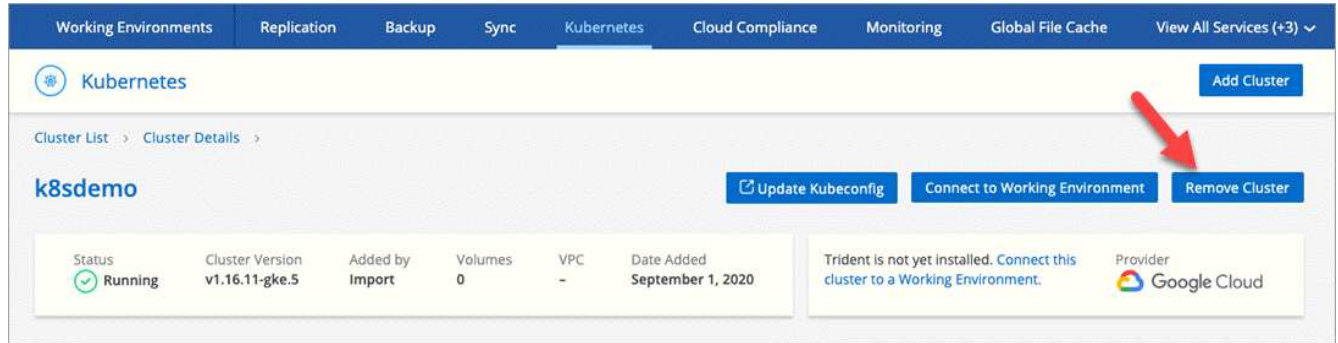 Working Environments Replication Backup Sync Kubernetes Cloud Compliance Monitoring Global File Cache View All Services (+3)
Kubernetes
Add Cluster
Cluster List > Cluster Details >
k8sdemo
Update Kubeconfig Connect to Working Environment Remove Cluster
Status Cluster Version Added by Volumes VPC Date Added
Running v1.16.11-gke.5 Import 0 - September 1, 2020
Trident is not yet installed. Connect this
cluster to a Working Environment.
Provider
Google Cloud